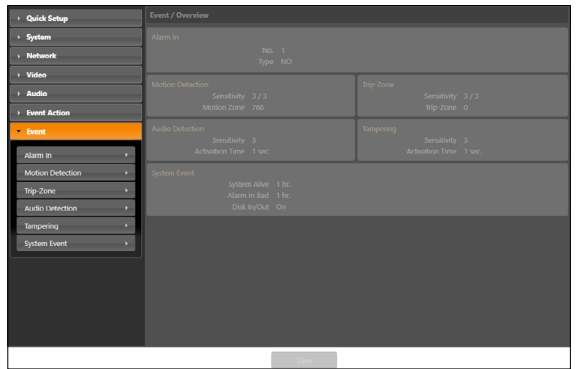 Quick Setup
System
Network
Video
Audio
Event Action
Event
Alarm In
Motion Detection
Trip-Zone
Audio Detection
Tampering
System Event
Event / Overview
Alarm In
No. 1
Type NO
Motion Detection
Sensitivity 3 / 3
Motion Zone 766
Trip-Zone
Sensitivity 3 / 3
Trip-Zone 0
Audio Detection
Sensitivity 3
Activation Time 1 sec.
Tampering
Sensitivity 3
Activation Time 1 sec.
System Event
System Alive 1 hr.
Alarm In Bad 1 hr.
Disk In/Out On
Save